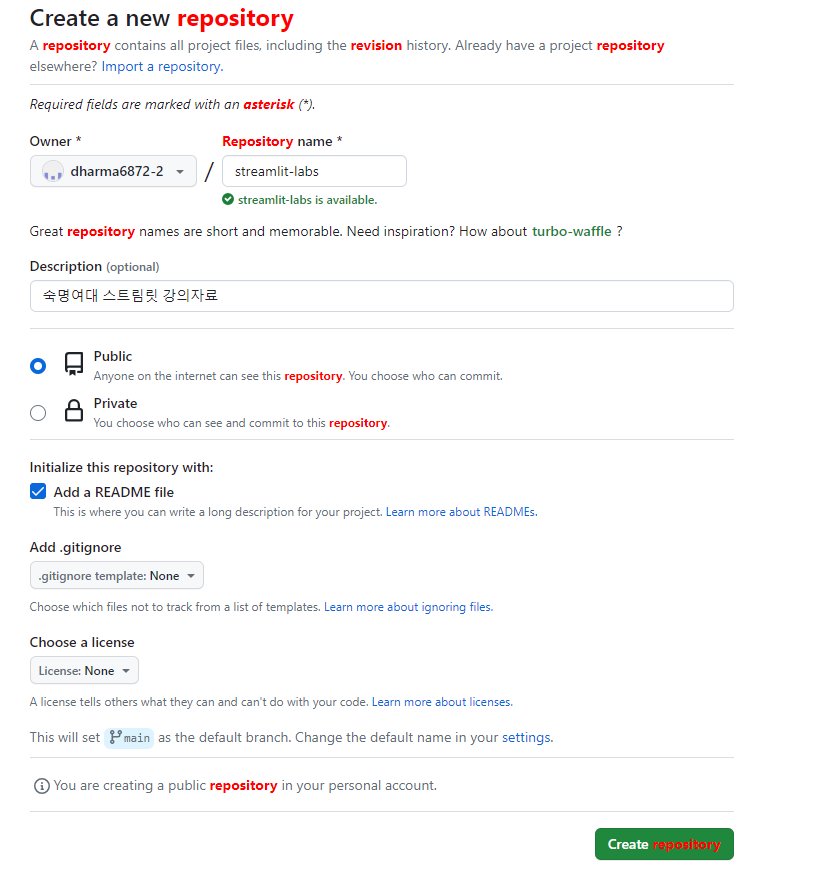 Create a new repository
A repository contains all project files, including the revision history. Already have a project repository
elsewhere? Import a repository.
Required fields are marked with an asterisk (*).
Owner *
Repository name *
dharma6872-2
/
streamlit-labs
streamlit-labs is available.
Great repository names are short and memorable. Need inspiration? How about turbo-waffle ?
Description (optional)
숙명여대 스트림릿 강의자료
Public
Anyone on the internet can see this repository. You choose who can commit.
Private
You choose who can see and commit to this repository.
Initialize this repository with:
Add a README file
This is where you can write a long description for your project. Learn more about READMEs.
Add .gitignore
.gitignore template: None
Choose which files not to track from a list of templates. Learn more about ignoring files.
Choose a license
License: None
A license tells others what they can and can't do with your code. Learn more about licenses.
This will set main as the default branch. Change the default name in your settings.
You are creating a public repository in your personal account.
Create repository